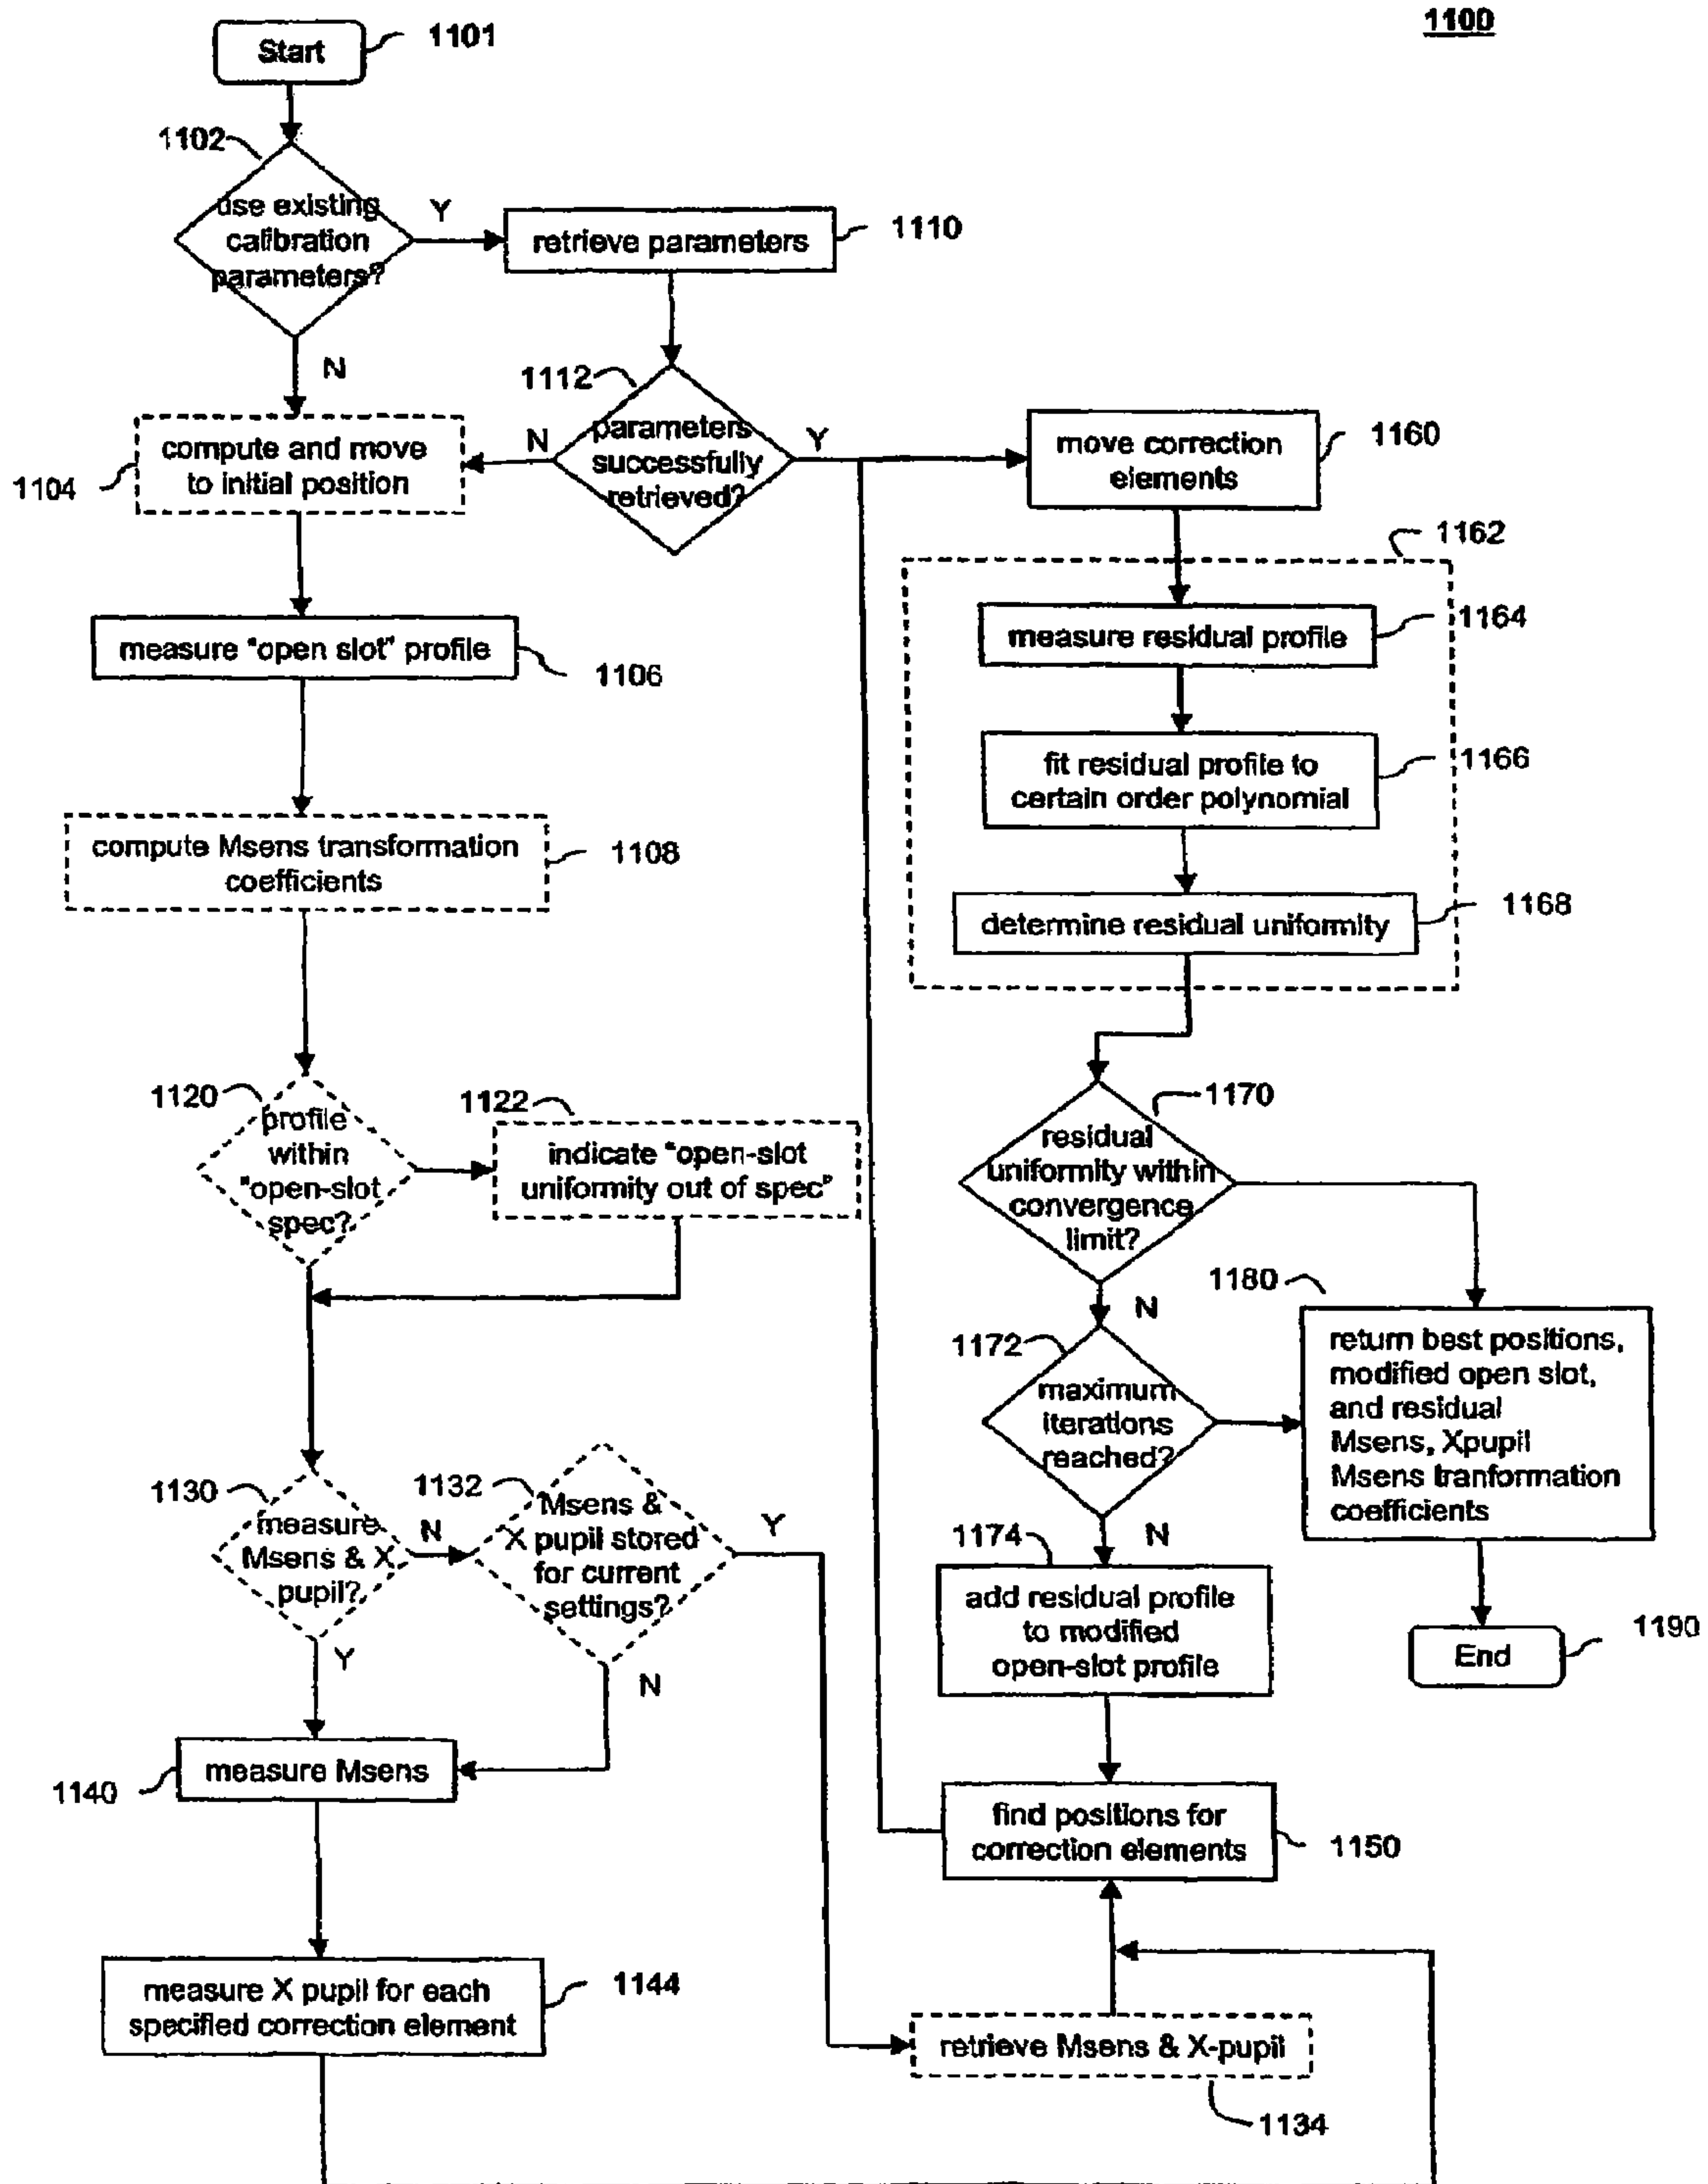 1100
Start
1101
1102
use existing
calibration
parameters?
Y
N
retrieve parameters
1110
1112
parameters
successfully
retrieved?
N
Y
compute and move
to initial position
1104
move correction
elements
1160
1162
measure "open slot" profile
1106
measure residual profile
1164
fit residual profile to
certain order polynomial
1166
compute Msens transformation
coefficients
1108
determine residual uniformity
1168
1120
profile
within
"open-slot
spec?
1122
indicate "open-slot
uniformity out of spec"
1170
residual
uniformity within
convergence
limit?
N
1172
maximum
iterations
reached?
N
1180
return best positions,
modified open slot,
and residual
Msens, Xpupil
Msens tranformation
coefficients
1130
measure
Msens & X
pupil?
N
Y
1132
Msens &
X pupil stored
for current
settings?
Y
N
1174
add residual profile
to modified
open-slot profile
End
1190
measure Msens
1140
find positions for
correction elements
1150
measure X pupil for each
specified correction element
1144
retrieve Msens & X-pupil
1134